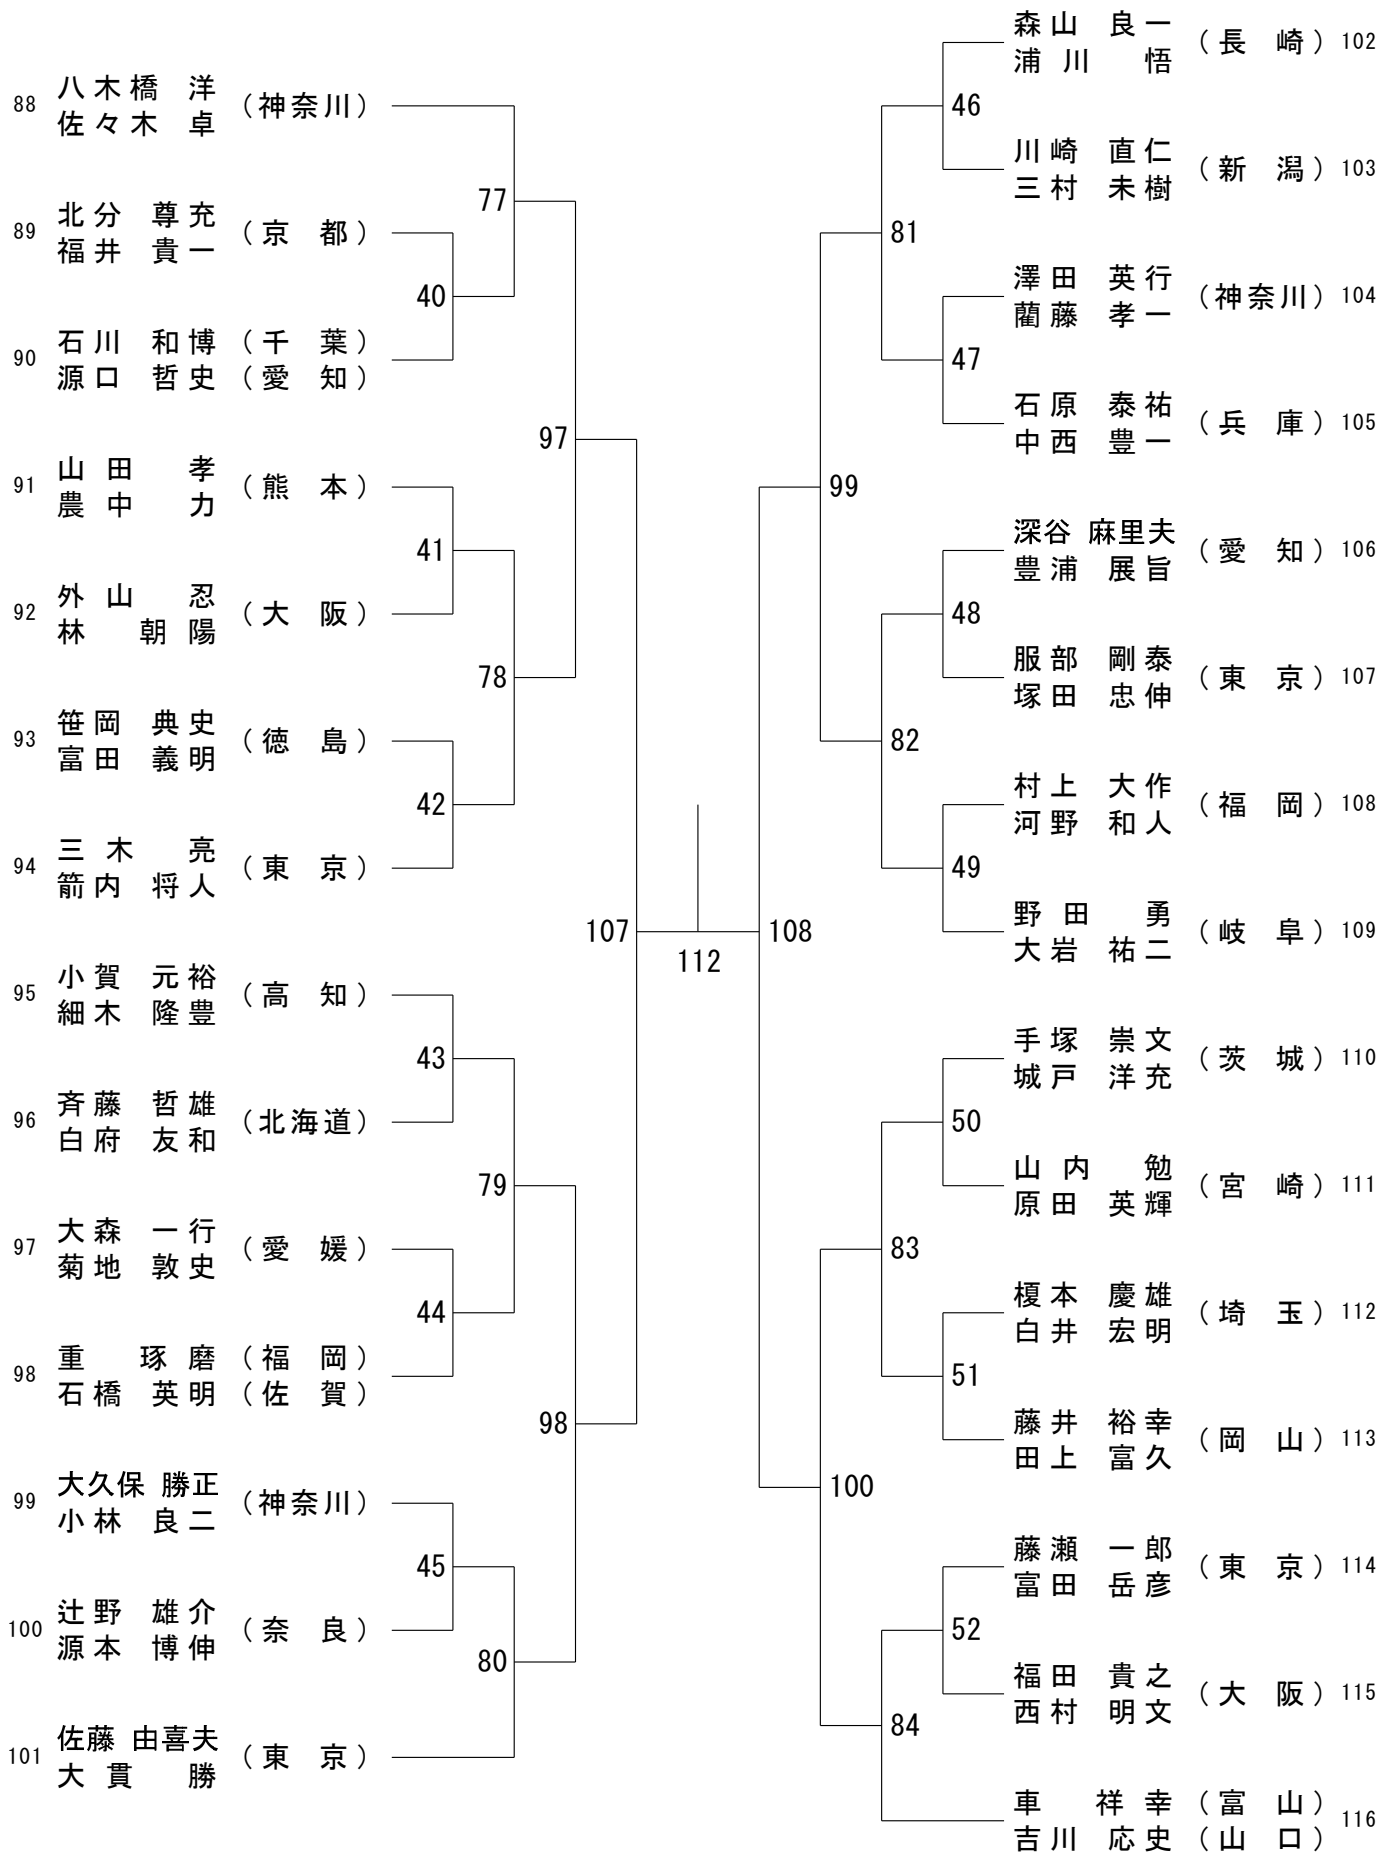 88 八木橋 洋 (神奈川)
佐々木 卓
77
89 北分 尊充 (京都)
福井 貴一
40
90 石川 和博 (千葉)
源口 哲史 (愛知)
97
91 山田 孝 (熊本)
農中 力
41
92 外山 忍 (大阪)
林 朝陽
78
93 笹岡 典史 (徳島)
富田 義明
42
94 三木 亮 (東京)
箭内 将人
107
95 小賀 元裕 (高知)
細木 隆豊
43
96 斉藤 哲雄 (北海道)
白府 友和
79
97 大森 一行 (愛媛)
菊地 敦史
44
98 重 琢磨 (福岡)
石橋 英明 (佐賀)
98
99 大久保 勝正 (神奈川)
小林 良二
45
100 辻野 雄介 (奈良)
源本 博伸
80
101 佐藤 由喜夫 (東京)
大貫 勝
112
森山 良一 (長崎) 102
浦川 悟
46
川崎 直仁 (新潟) 103
三村 未樹
81
澤田 英行 (神奈川) 104
藺藤 孝一
47
石原 泰祐 (兵庫) 105
中西 豊一
99
深谷 麻里夫 (愛知) 106
豊浦 展旨
48
服部 剛泰 (東京) 107
塚田 忠伸
82
村上 大作 (福岡) 108
河野 和人
49
野田 勇 (岐阜) 109
大岩 祐二
108
手塚 崇文 (茨城) 110
城戸 洋充
50
山内 勉 (宮崎) 111
原田 英輝
83
榎本 慶雄 (埼玉) 112
白井 宏明
51
藤井 裕幸 (岡山) 113
田上 富久
100
藤瀬 一郎 (東京) 114
富田 岳彦
52
福田 貴之 (大阪) 115
西村 明文
84
車 祥幸 (富山) 116
吉川 応史 (山口)